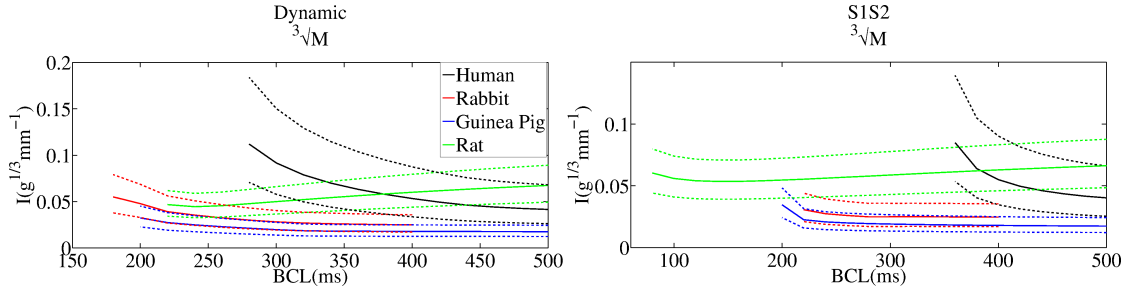 Dynamic
³√M
I(g^1/3 mm^−1)
0.2
0.15
0.1
0.05
0
150 200 250 300 350 400 450 500
BCL(ms)
Human
Rabbit
Guinea Pig
Rat
S1S2
³√M
I(g^1/3 mm^−1)
0.1
0.05
0
100 200 300 400 500
BCL(ms)